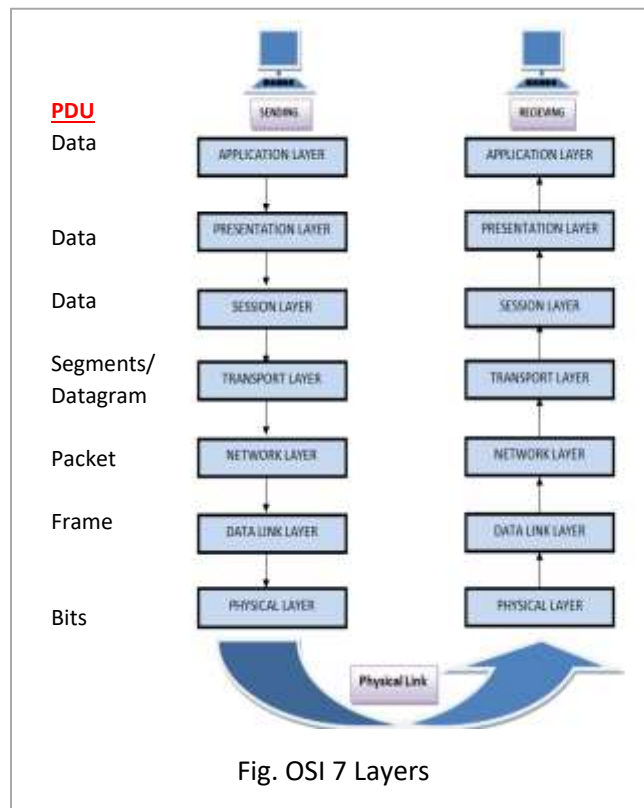 SENDING
RECIEVING
PDU
Data
APPLICATION LAYER
APPLICATION LAYER
Data
PRESENTATION LAYER
PRESENTATION LAYER
Data
SESSION LAYER
SESSION LAYER
Segments/
Datagram
TRANSPORT LAYER
TRANSPORT LAYER
Packet
NETWORK LAYER
NETWORK LAYER
Frame
DATA LINK LAYER
DATA LINK LAYER
Bits
PHYSICAL LAYER
PHYSICAL LAYER
Physical Link
Fig. OSI 7 Layers